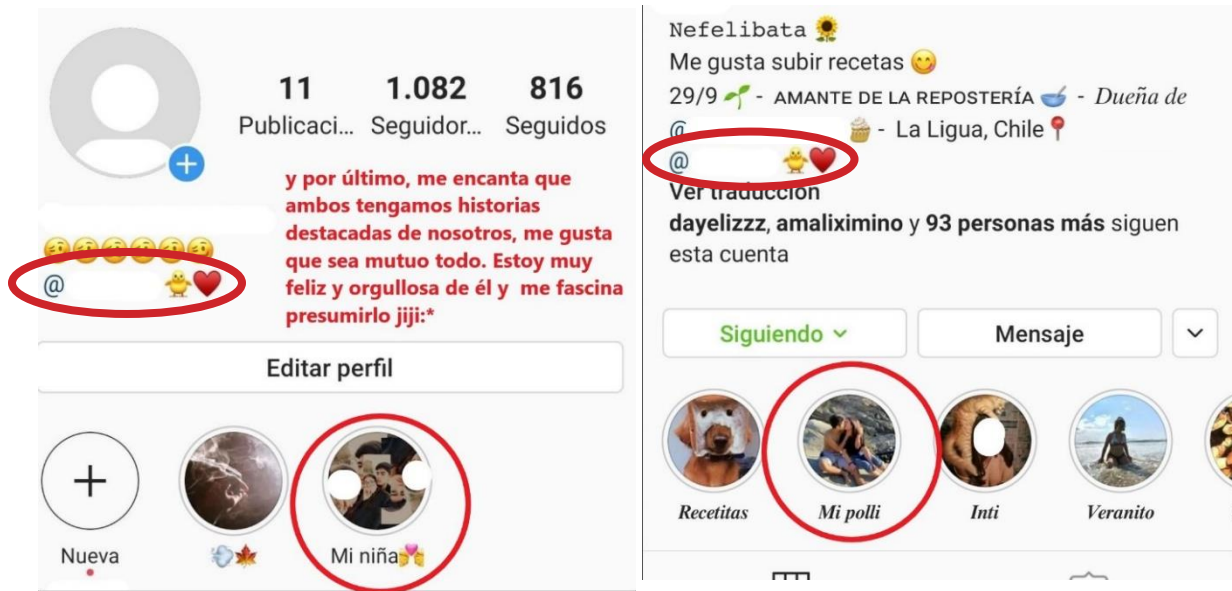 11 1.082 816
Publicaci... Seguidor... Seguidos
y por último, me encanta que
ambos tengamos historias
destacadas de nosotros, me gusta
que sea mutuo todo. Estoy muy
feliz y orgullosa de él y me fascina
presumirlo jiji:*
@ 🐥❤️
Editar perfil
Nueva
💨🍁
Mi niña💏
Nefelibata 🌻
Me gusta subir recetas 😋
29/9 🌱 - AMANTE DE LA REPOSTERÍA 🥣 - Dueña de
@ 🧁 - La Ligua, Chile📍
@ 🐥❤️
Ver traducción
dayelizzz, amaliximino y 93 personas más siguen
esta cuenta
Siguiendo
Mensaje
Recetitas
Mi polli
Inti
Veranito